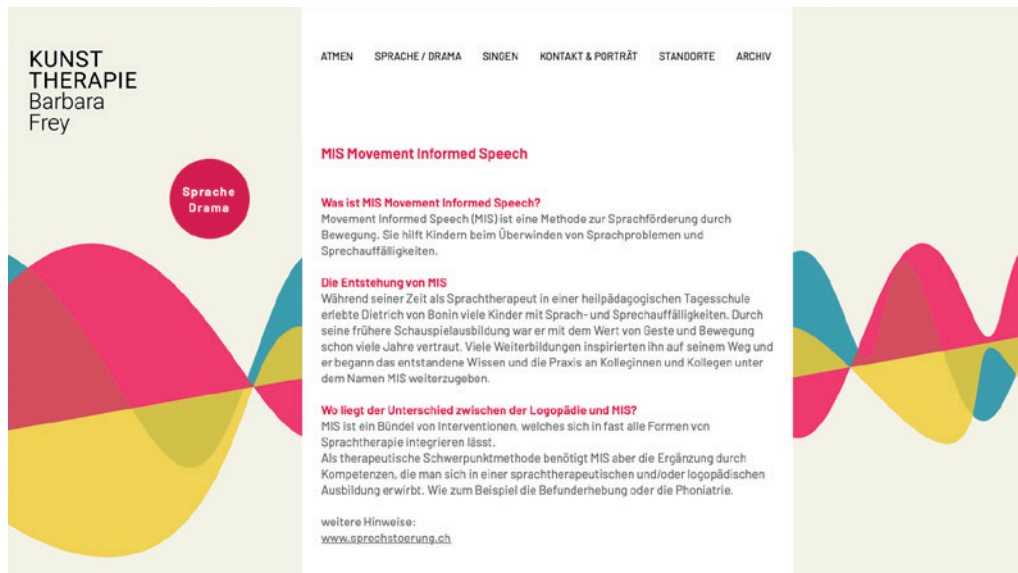 KUNST
THERAPIE
Barbara
Frey
ATMEN SPRACHE / DRAMA SINGEN KONTAKT & PORTRÄT STANDORTE ARCHIV
Sprache
Drama
MIS Movement Informed Speech
Was ist MIS Movement Informed Speech?
Movement Informed Speech (MIS) ist eine Methode zur Sprachförderung durch
Bewegung. Sie hilft Kindern beim Überwinden von Sprachproblemen und
Sprechauffälligkeiten.
Die Entstehung von MIS
Während seiner Zeit als Sprachtherapeut in einer heilpädagogischen Tagesschule
erlebte Dietrich von Bonin viele Kinder mit Sprach- und Sprechauffälligkeiten. Durch
seine frühere Schauspielausbildung war er mit dem Wert von Geste und Bewegung
schon viele Jahre vertraut. Viele Weiterbildungen inspirierten ihn auf seinem Weg und
er begann das entstandene Wissen und die Praxis an Kolleginnen und Kollegen unter
dem Namen MIS weiterzugeben.
Wo liegt der Unterschied zwischen der Logopädie und MIS?
MIS ist ein Bündel von Interventionen, welches sich in fast alle Formen von
Sprachtherapie integrieren lässt.
Als therapeutische Schwerpunktmethode benötigt MIS aber die Ergänzung durch
Kompetenzen, die man sich in einer sprachtherapeutischen und/oder logopädischen
Ausbildung erwirbt. Wie zum Beispiel die Befunderhebung oder die Phoniatrie.
weitere Hinweise:
www.sprechstoerung.ch